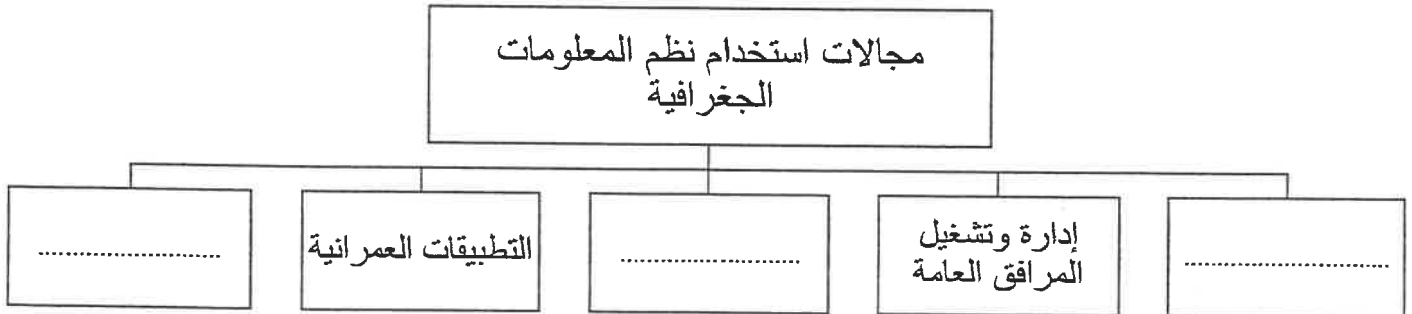 مجالات استخدام نظم المعلومات
الجغرافية
........................
إدارة وتشغيل
المرافق العامة
........................
التطبيقات العمرانية
........................